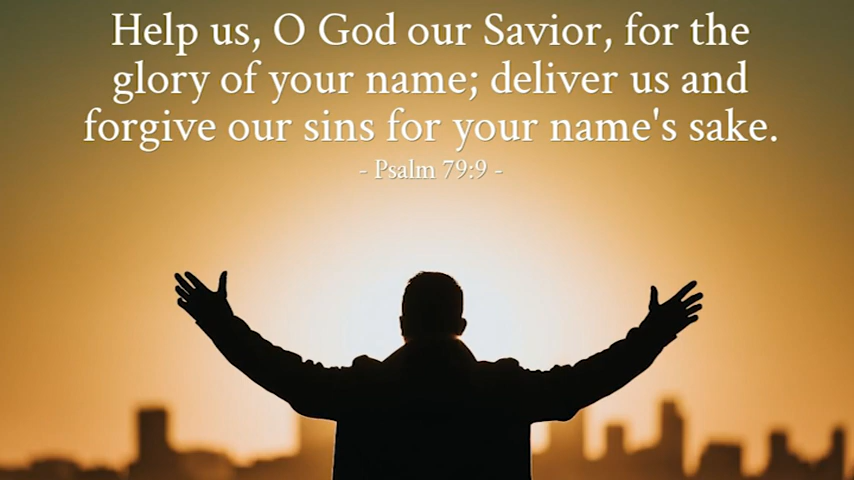 Help us, O God our Savior, for the
glory of your name; deliver us and
forgive our sins for your name's sake.
- Psalm 79:9 -